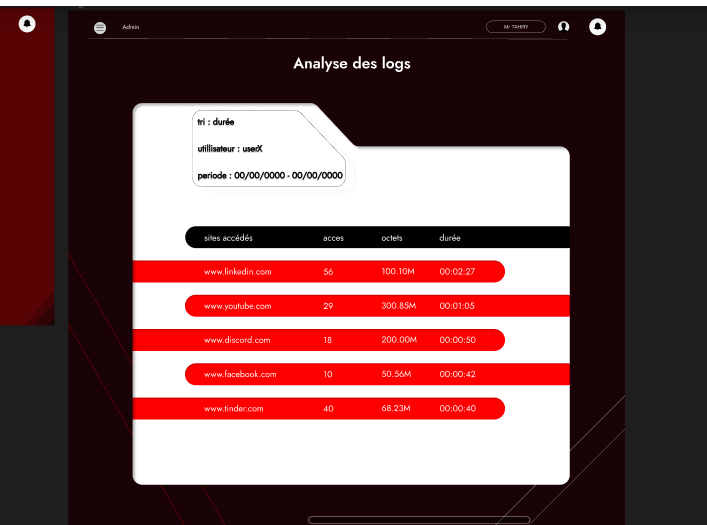 Admin
Mr TAHIRY
Analyse des logs
tri : durée
utillisateur : userX
periode : 00/00/0000 - 00/00/0000
sites accédés acces octets durée
www.linkedin.com 56 100.10M 00:02:27
www.youtube.com 29 300.85M 00:01:05
www.discord.com 18 200.00M 00:00:50
www.facebook.com 10 50.56M 00:00:42
www.tinder.com 40 68.23M 00:00:40